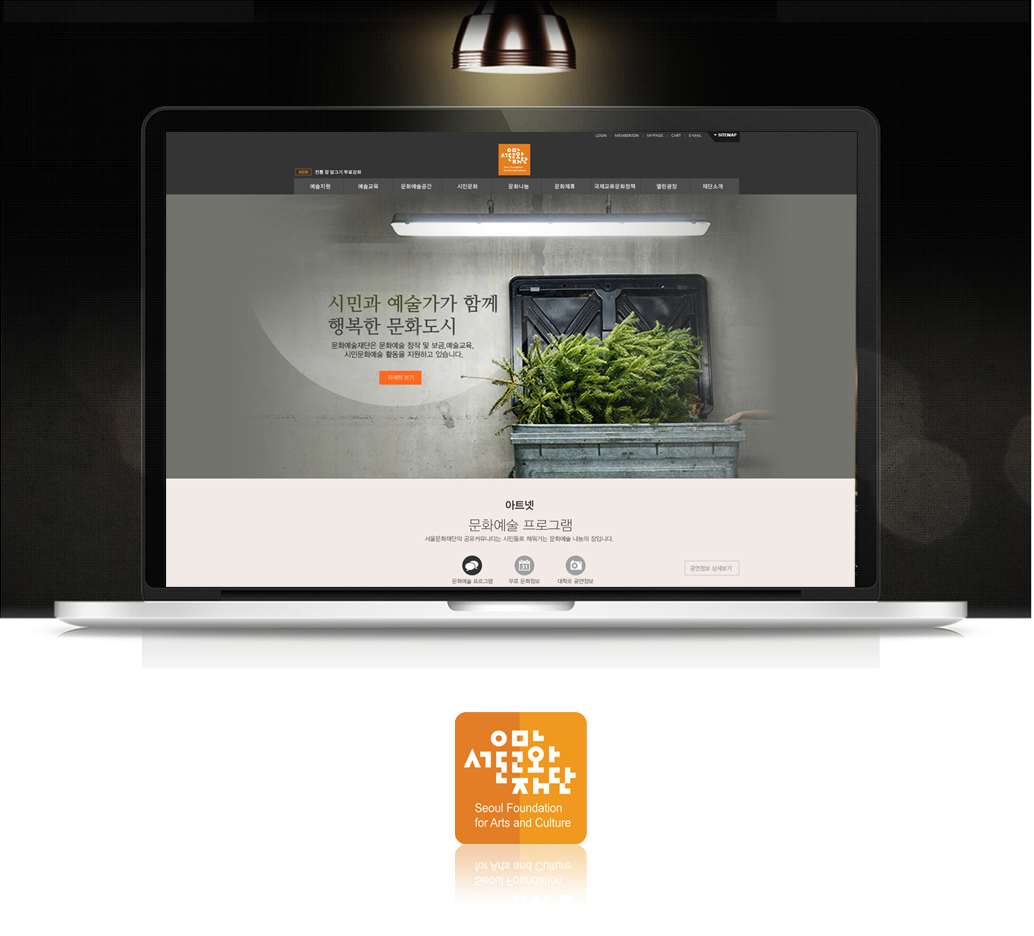 LOGIN MEMBERJOIN MYPAGE CART E-MAIL SITEMAP
서울문화재단
NEW 전통 장 담그기 무료강좌
예술지원 예술교육 문화예술공간 시민문화 문화나눔 문화제휴 국제교류문화정책 열린광장 재단소개
시민과 예술가가 함께
행복한 문화도시
문화예술재단은 문화예술 창작 및 보급,예술교육,
시민문화예술 활동을 지원하고 있습니다.
자세히 보기
아트넷
문화예술 프로그램
서울문화재단의 공유커뮤니티는 시민들로 채워가는 문화예술 나눔의 장입니다.
문화예술 프로그램 무료 문화정보 대학로 공연정보
공연정보 상세보기
서울문화재단
Seoul Foundation
for Arts and Culture